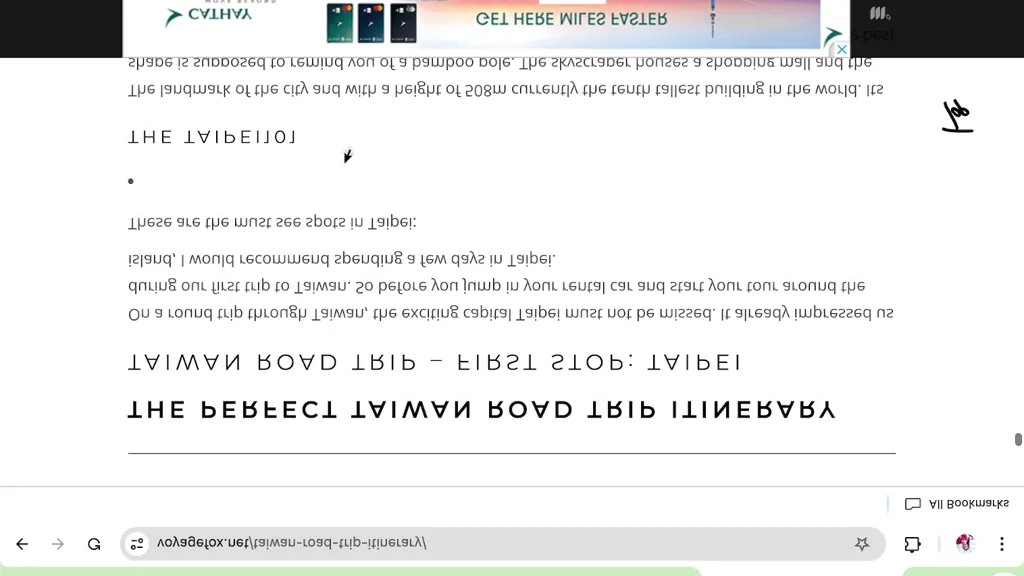 voyagefox.net/taiwan-road-trip-itinerary/
All Bookmarks
THE PERFECT TAIWAN ROAD TRIP ITINERARY
TAIWAN ROAD TRIP – FIRST STOP: TAIPEI
On a round trip through Taiwan, the exciting capital Taipei must not be missed. It already impressed us
during our first trip to Taiwan. So before you jump in your rental car and start your tour around the
island, I would recommend spending a few days in Taipei.
These are the must see spots in Taipei:
THE TAIPEI101
The landmark of the city and with a height of 508m currently the tenth tallest building in the world. Its
shape is supposed to remind you of a bamboo pole. The skyscraper houses a shopping mall and the
best
GET HERE MILES FASTER
CATHAY
MOVE BEYOND